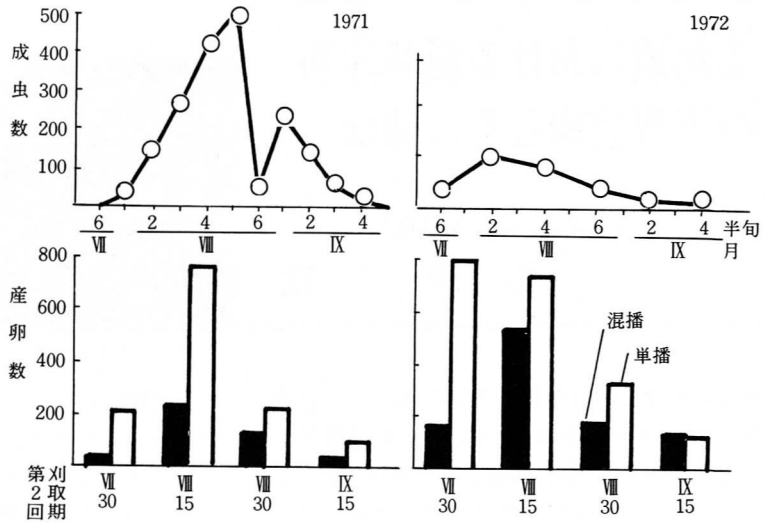 1971
1972
成虫数
500
400
300
200
100
6 2 4 6 2 4
Ⅶ Ⅷ Ⅸ
6 2 4 6 2 4 半旬
Ⅶ Ⅷ Ⅸ 月
産卵数
800
600
400
200
混播
単播
第2回刈取期
Ⅶ Ⅷ Ⅷ Ⅸ
30 15 30 15
Ⅶ Ⅷ Ⅷ Ⅸ
30 15 30 15